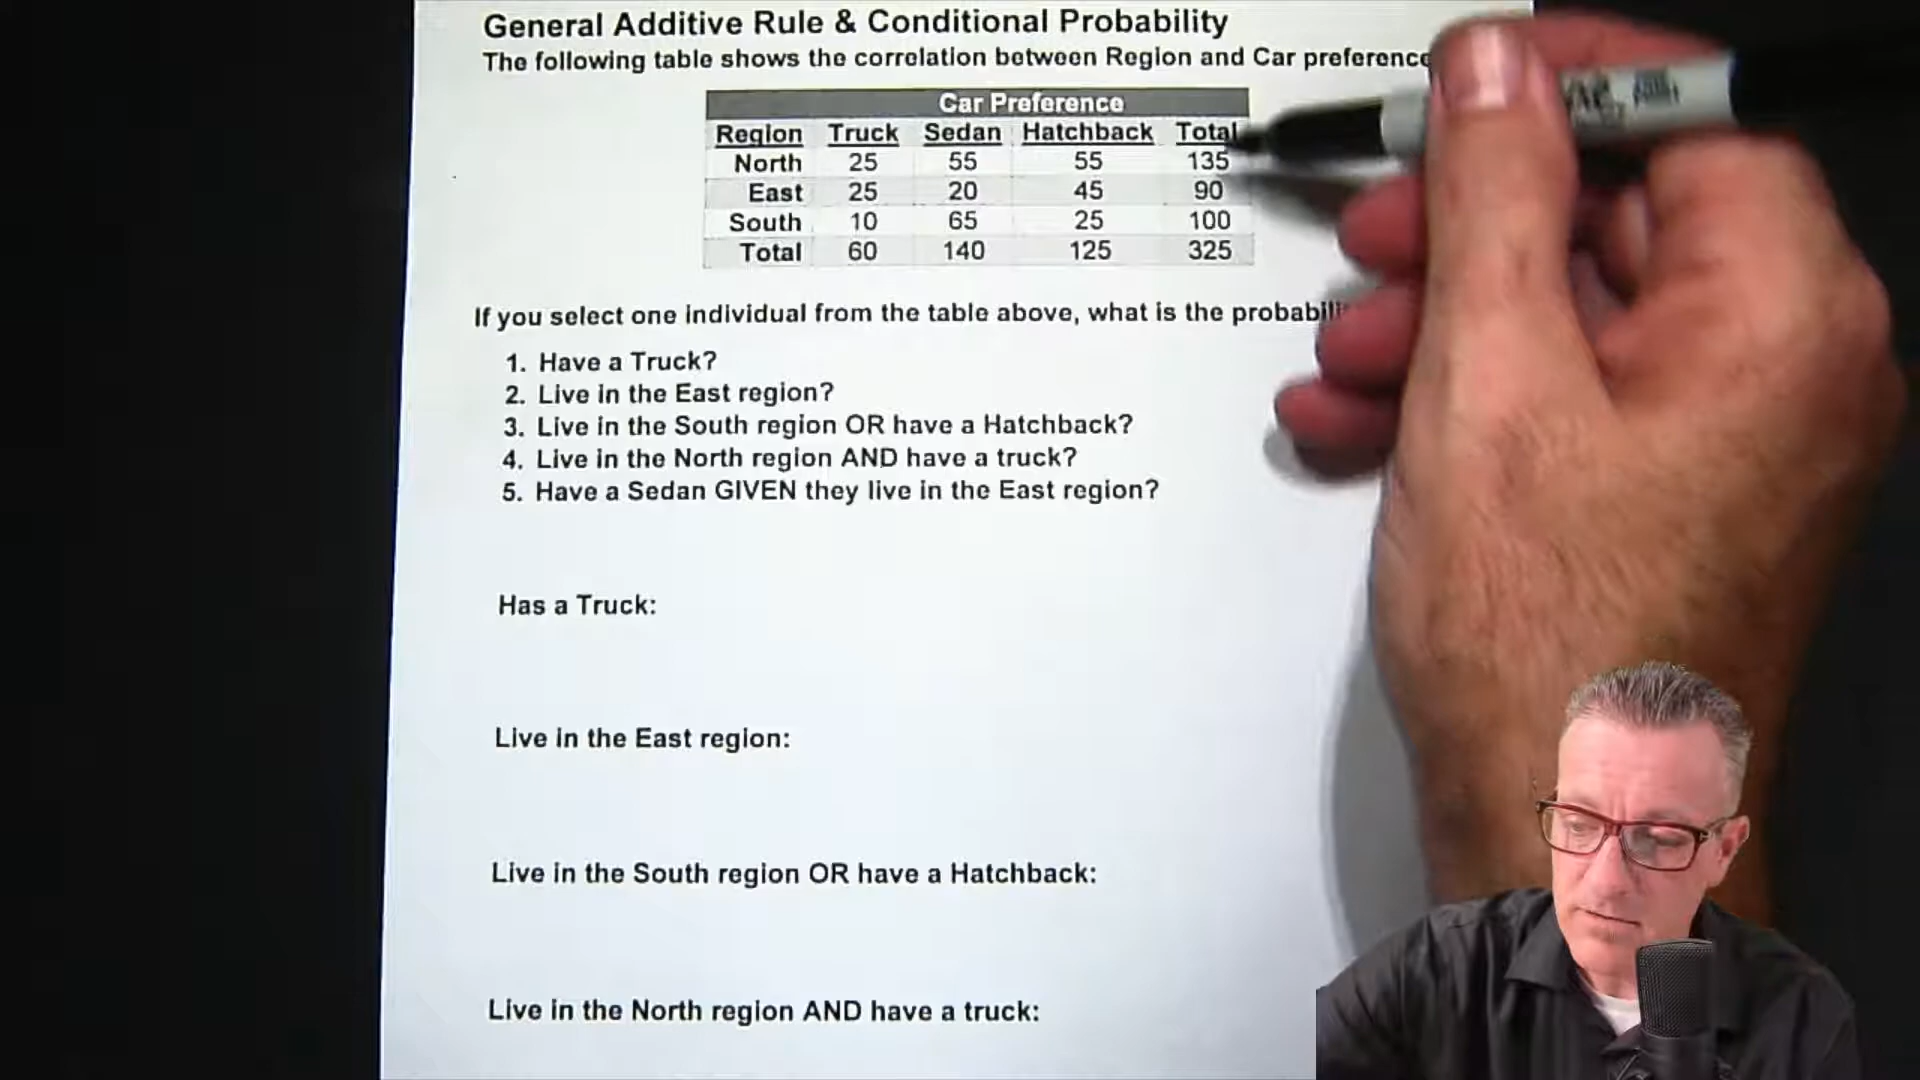 General Additive Rule & Conditional Probability
The following table shows the correlation between Region and Car preference
Car Preference
Region Truck Sedan Hatchback Total
North 25 55 55 135
East 25 20 45 90
South 10 65 25 100
Total 60 140 125 325
If you select one individual from the table above, what is the
1. Have a Truck?
2. Live in the East region?
3. Live in the South region OR have a Hatchback?
4. Live in the North region AND have a truck?
5. Have a Sedan GIVEN they live in the East region?
Has a Truck:
Live in the East region:
Live in the South region OR have a Hatchback:
Live in the North region AND have a truck: